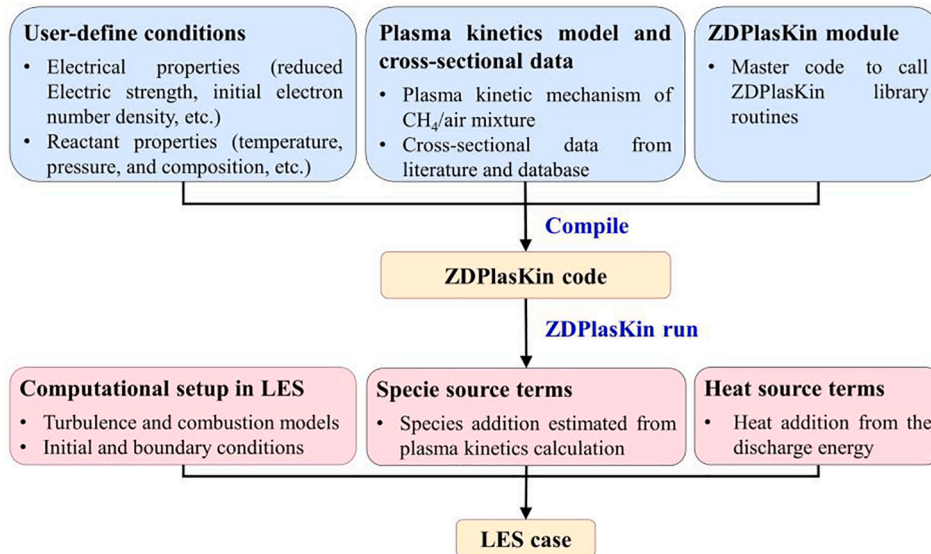 User-define conditions
• Electrical properties (reduced
Electric strength, initial electron
number density, etc.)
• Reactant properties (temperature,
pressure, and composition, etc.)
Plasma kinetics model and
cross-sectional data
• Plasma kinetic mechanism of
CH₄/air mixture
• Cross-sectional data from
literature and database
ZDPlasKin module
• Master code to call
ZDPlasKin library
routines
Compile
ZDPlasKin code
ZDPlasKin run
Computational setup in LES
• Turbulence and combustion models
• Initial and boundary conditions
Specie source terms
• Species addition estimated from
plasma kinetics calculation
Heat source terms
• Heat addition from the
discharge energy
LES case